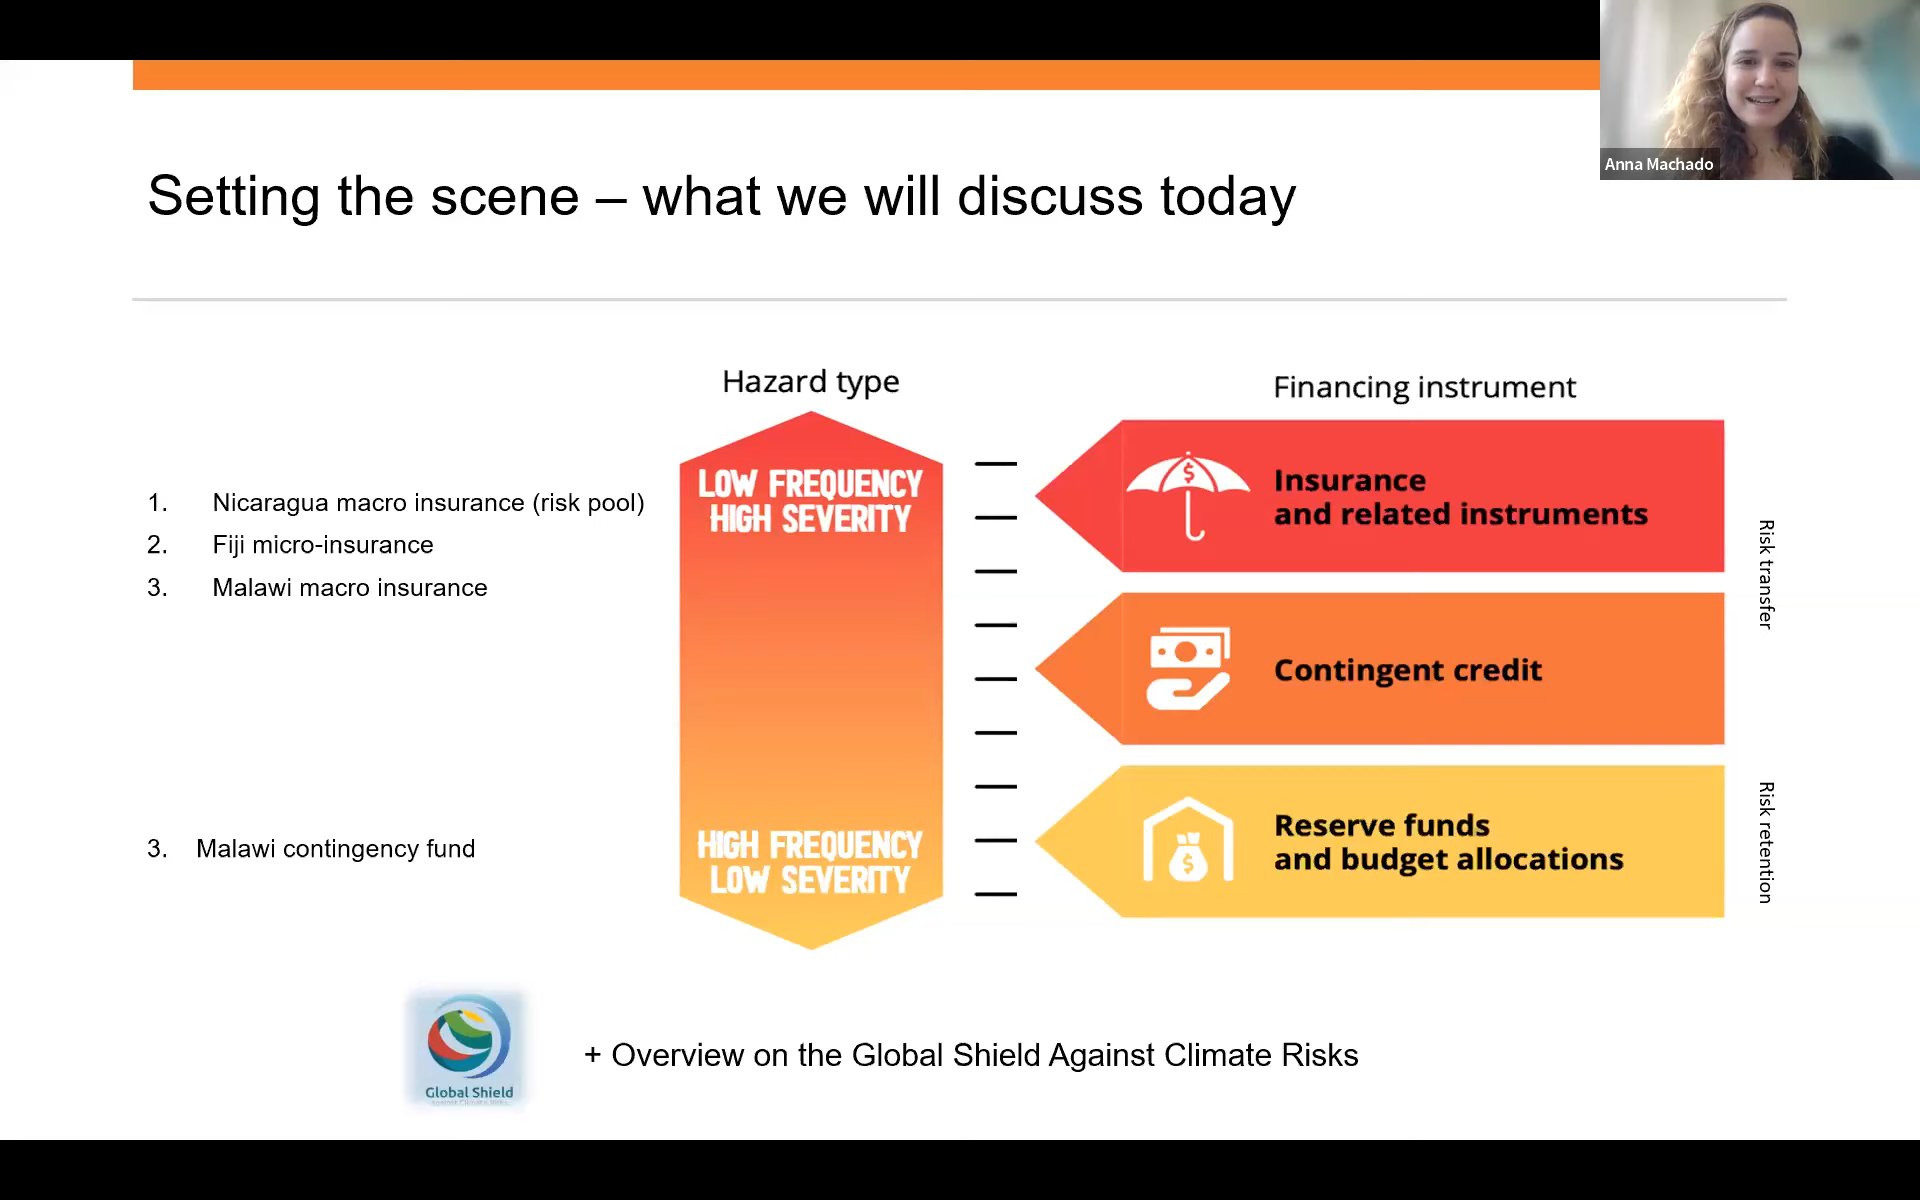 Anna Machado
Setting the scene – what we will discuss today
Hazard type
Financing instrument
1. Nicaragua macro insurance (risk pool)
2. Fiji micro-insurance
3. Malawi macro insurance
LOW FREQUENCY
HIGH SEVERITY
Insurance
and related instruments
Risk transfer
Contingent credit
3. Malawi contingency fund
HIGH FREQUENCY
LOW SEVERITY
Reserve funds
and budget allocations
Risk retention
Global Shield
Against Climate Risks
+ Overview on the Global Shield Against Climate Risks